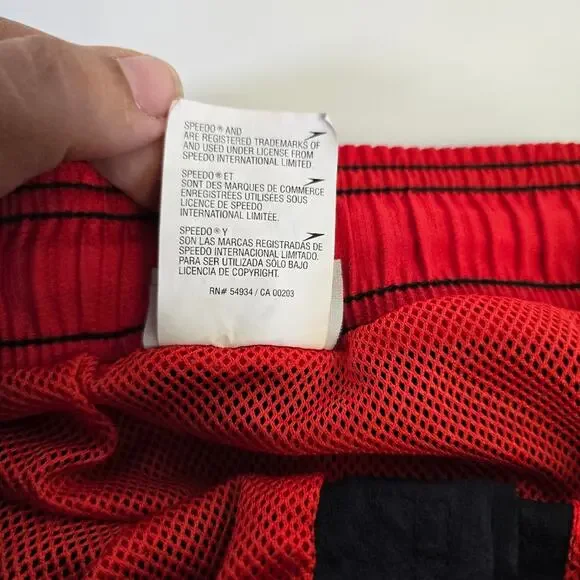 SPEEDO® AND
ARE REGISTERED TRADEMARKS OF
AND USED UNDER LICENSE FROM
SPEEDO INTERNATIONAL LIMITED.
SPEEDO® ET
SONT DES MARQUES DE COMMERCE
ENREGISTRÉES UTILISÉES SOUS
LICENCE DE SPEEDO
INTERNATIONAL LIMITÉE.
SPEEDO® Y
SON LAS MARCAS REGISTRADAS DE
SPEEDO INTERNACIONAL LIMITADO.
PARA SER UTILIZADA SÓLO BAJO
LICENCIA DE COPYRIGHT.
RN# 54934 / CA 00203